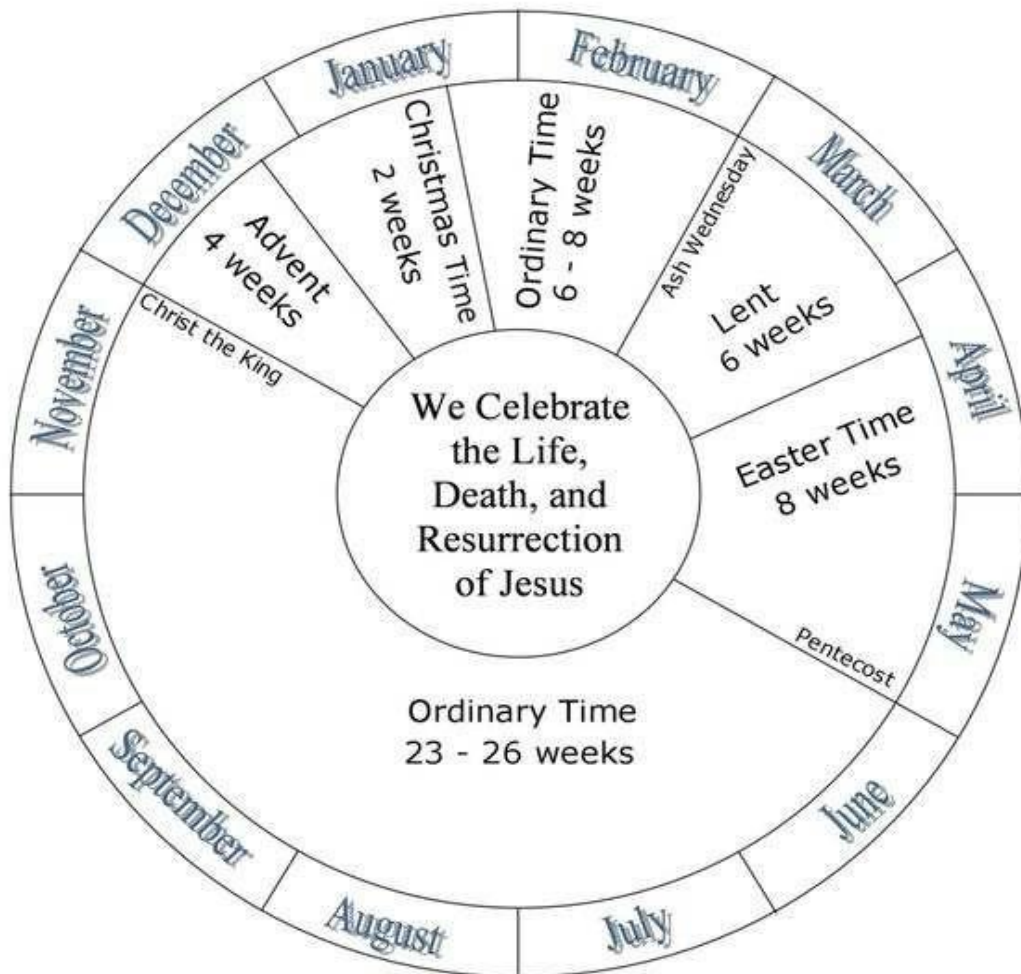 January
February
March
April
May
June
July
August
September
October
November
December
Advent
4 weeks
Christmas Time
2 weeks
Ordinary Time
6 - 8 weeks
Ash Wednesday
Lent
6 weeks
Easter Time
8 weeks
Pentecost
Ordinary Time
23 - 26 weeks
Christ the King
We Celebrate
the Life,
Death, and
Resurrection
of Jesus